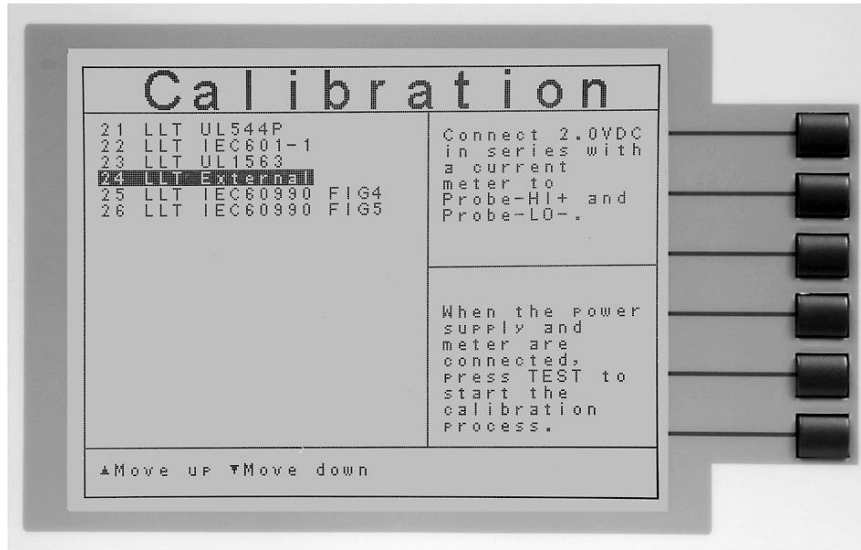 Calibration
21 LLT UL544P
22 LLT IEC601-1
23 LLT UL1563
24 LLT External
25 LLT IEC60990 FIG4
26 LLT IEC60990 FIG5
Connect 2.0VDC
in series with
a current
meter to
Probe-HI+ and
Probe-LO-.
When the power
supply and
meter are
connected,
press TEST to
start the
calibration
process.
▲Move up ▼Move down